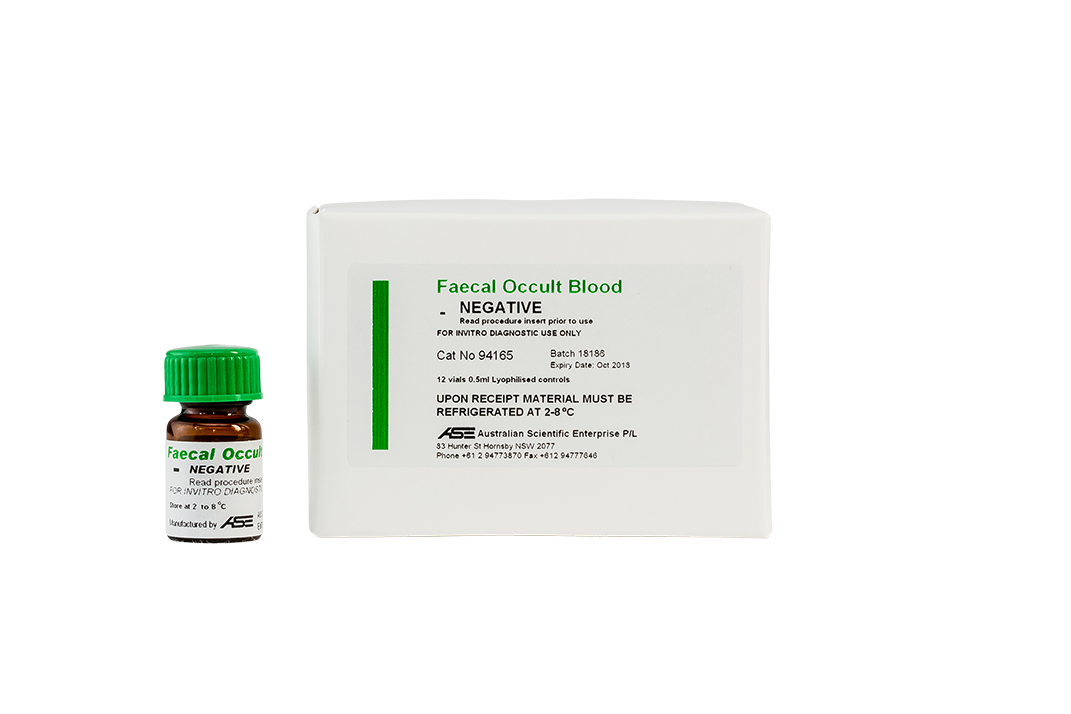 Faecal Occult Blood
- NEGATIVE
Read procedure insert prior to use
FOR INVITRO DIAGNOSTIC USE ONLY
Cat No 94165
Batch 18186
Expiry Date: Oct 2018
12 vials 0.5ml Lyophilised controls
UPON RECEIPT MATERIAL MUST BE
REFRIGERATED AT 2-8°C
ASE Australian Scientific Enterprise P/L
83 Hunter St Hornsby NSW 2077
Phone +61 2 94773870 Fax +612 94777646
Faecal Occult
- NEGATIVE
Read procedure
FOR INVITRO DIAGNOSTIC
Store at 2 to 8°C
Manufactured by ASE